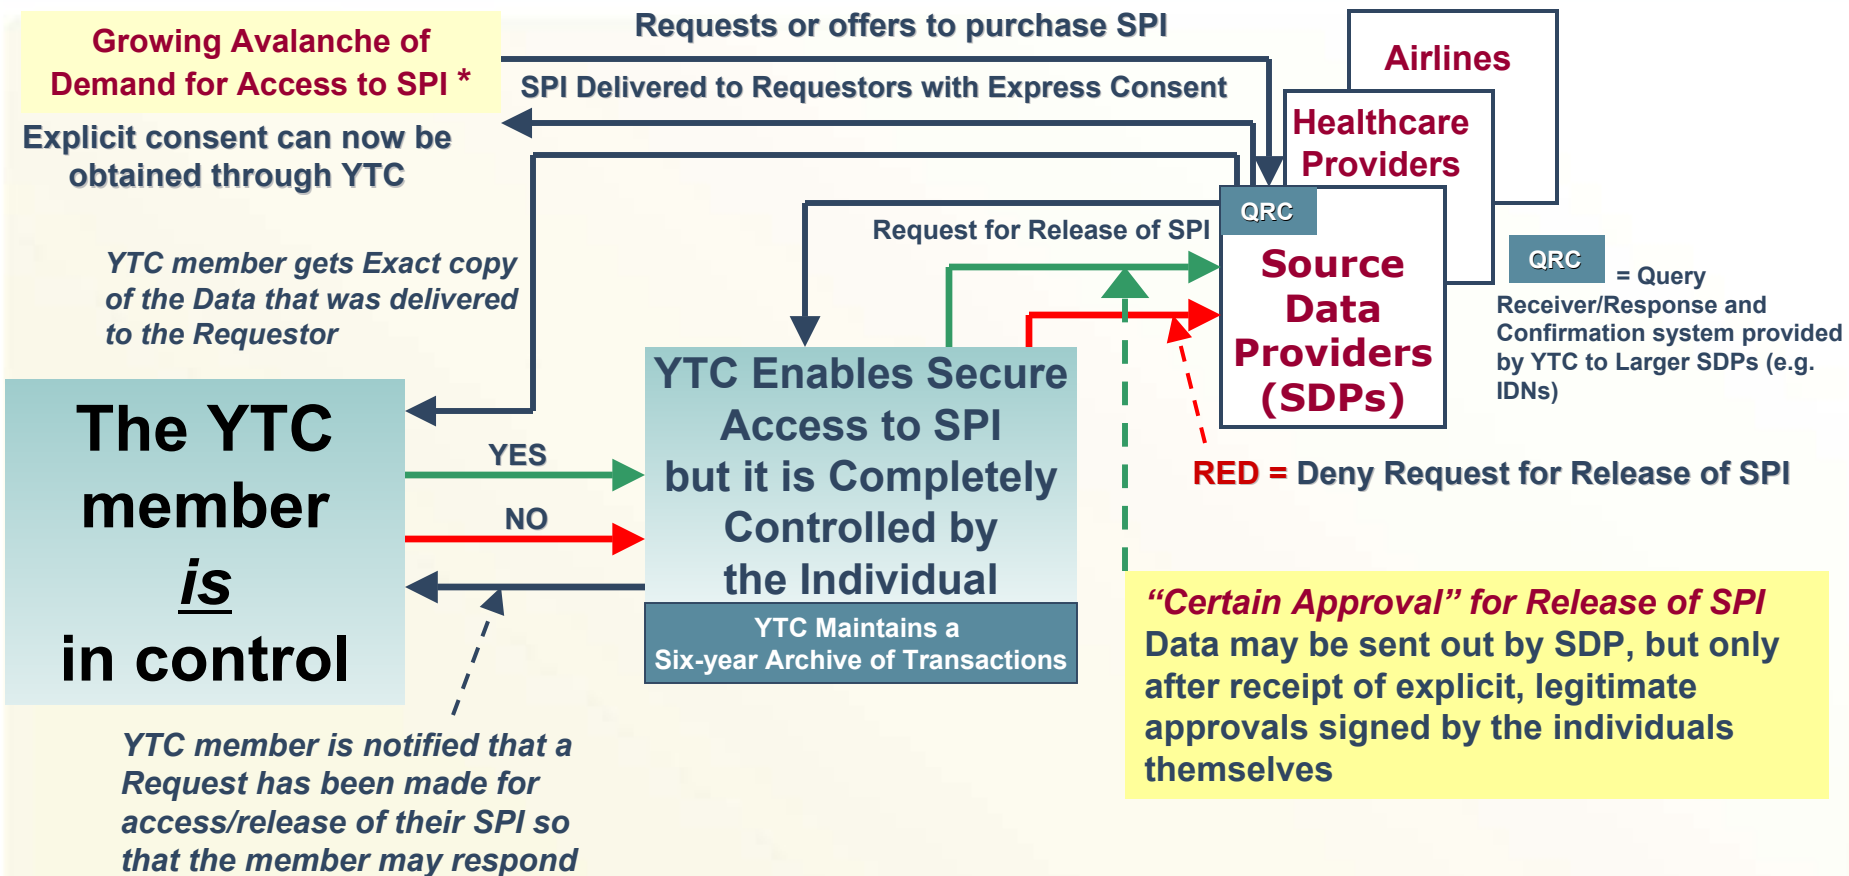 Growing Avalanche of
Demand for Access to SPI *
Explicit consent can now be
obtained through YTC
Requests or offers to purchase SPI
SPI Delivered to Requestors with Express Consent
Airlines
Healthcare
Providers
QRC
Source
Data
Providers
(SDPs)
Request for Release of SPI
QRC
= Query
Receiver/Response and
Confirmation system provided
by YTC to Larger SDPs (e.g.
IDNs)
YTC member gets Exact copy
of the Data that was delivered
to the Requestor
The YTC
member
is
in control
YES
NO
YTC Enables Secure
Access to SPI
but it is Completely
Controlled by
the Individual
YTC Maintains a
Six-year Archive of Transactions
RED = Deny Request for Release of SPI
“Certain Approval” for Release of SPI
Data may be sent out by SDP, but only
after receipt of explicit, legitimate
approvals signed by the individuals
themselves
YTC member is notified that a
Request has been made for
access/release of their SPI so
that the member may respond